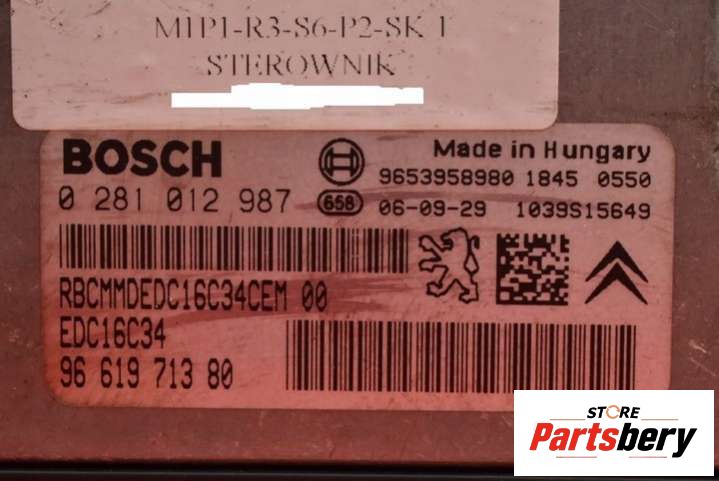 M1P1-R3-S6-P2-SK 1
STEROWNIK
BOSCH
Made in Hungary
9653958980 1845 0550
0 281 012 987
658
06-09-29 1039S15649
RBCMMDEDC16C34CEM 00
EDC16C34
96 619 713 80
STORE
Partsbery